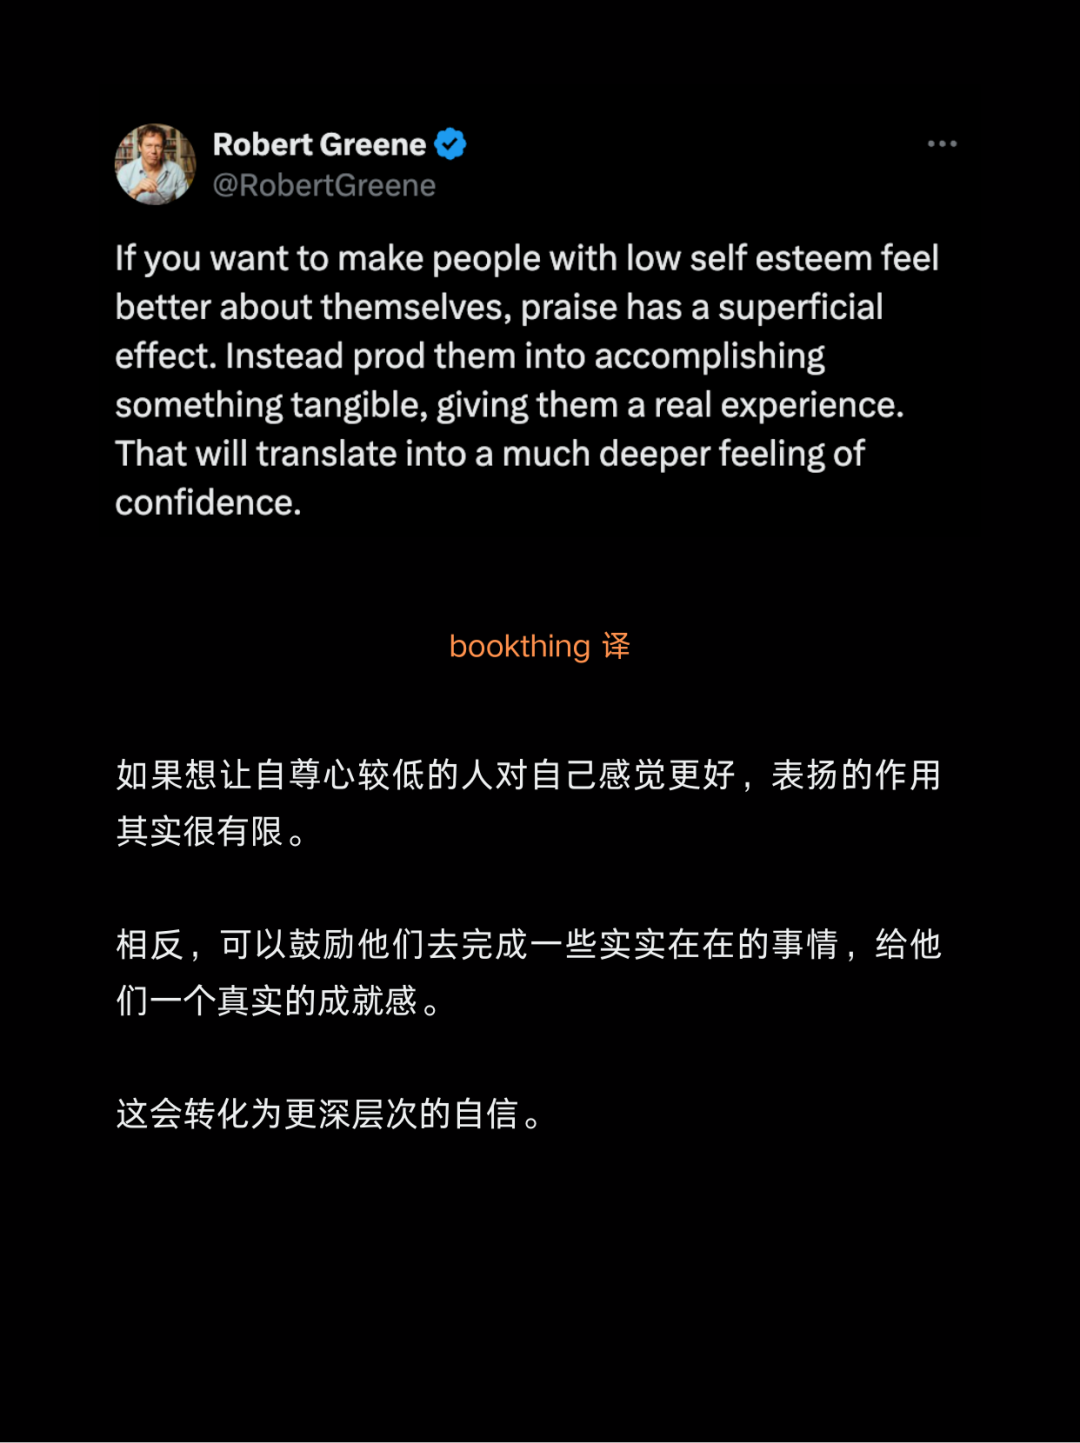 Robert Greene
@RobertGreene
If you want to make people with low self esteem feel
better about themselves, praise has a superficial
effect. Instead prod them into accomplishing
something tangible, giving them a real experience.
That will translate into a much deeper feeling of
confidence.
bookthing 译
如果想让自尊心较低的人对自己感觉更好，表扬的作用
其实很有限。
相反，可以鼓励他们去完成一些实实在在的事情，给他
们一个真实的成就感。
这会转化为更深层次的自信。